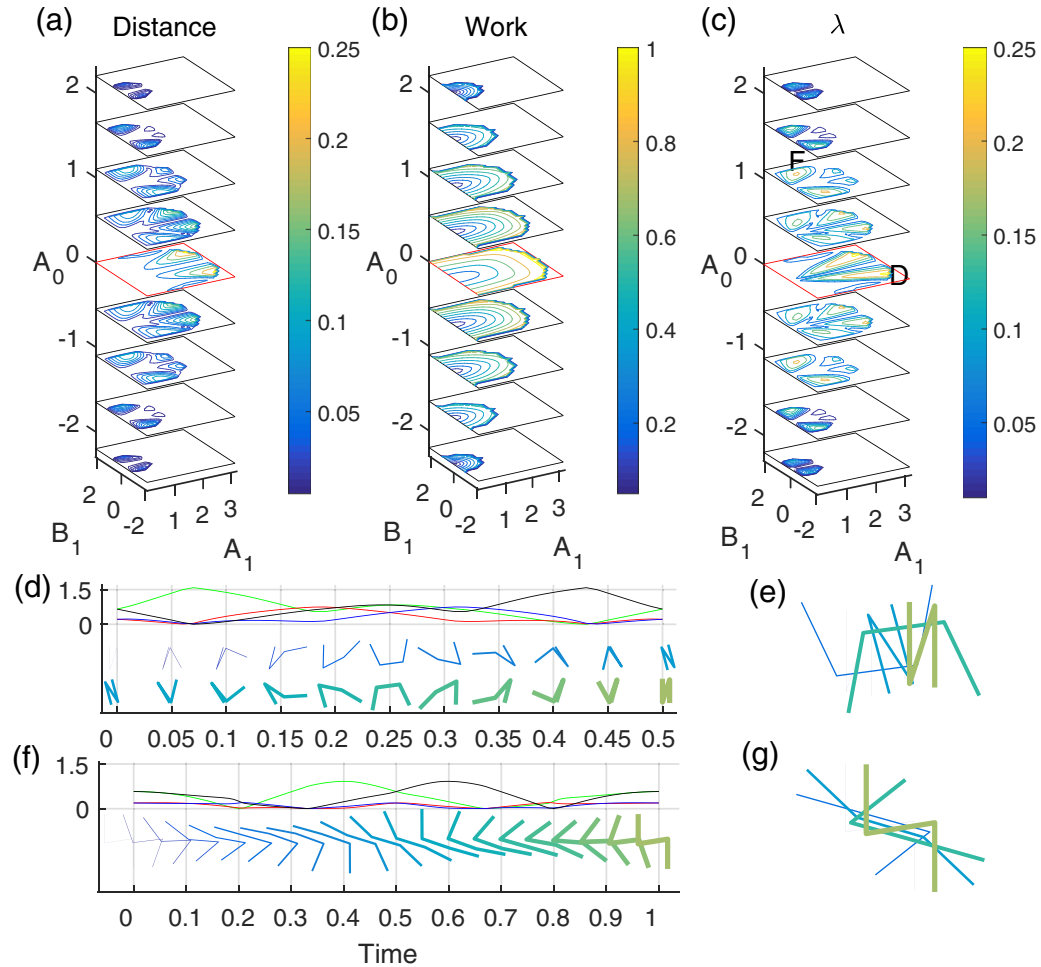 (a) Distance (b) Work (c) λ
2 0.25 2 1 2 0.25
0.2 0.8 0.2
1 1 F 1
0.15 0.6 0.15
0 0 0
A0 A0 A0 D
0.1 0.4 0.1
-1 -1 -1
0.05 0.2 0.05
-2 -2 -2
2 0 -2 1 2 3 2 0 -2 1 2 3 2 0 -2 1 2 3
B1 A1 B1 A1 B1 A1
(d) (e)
1.5
0
0 0.05 0.1 0.15 0.2 0.25 0.3 0.35 0.4 0.45 0.5
(f) (g)
1.5
0
0 0.1 0.2 0.3 0.4 0.5 0.6 0.7 0.8 0.9 1
Time